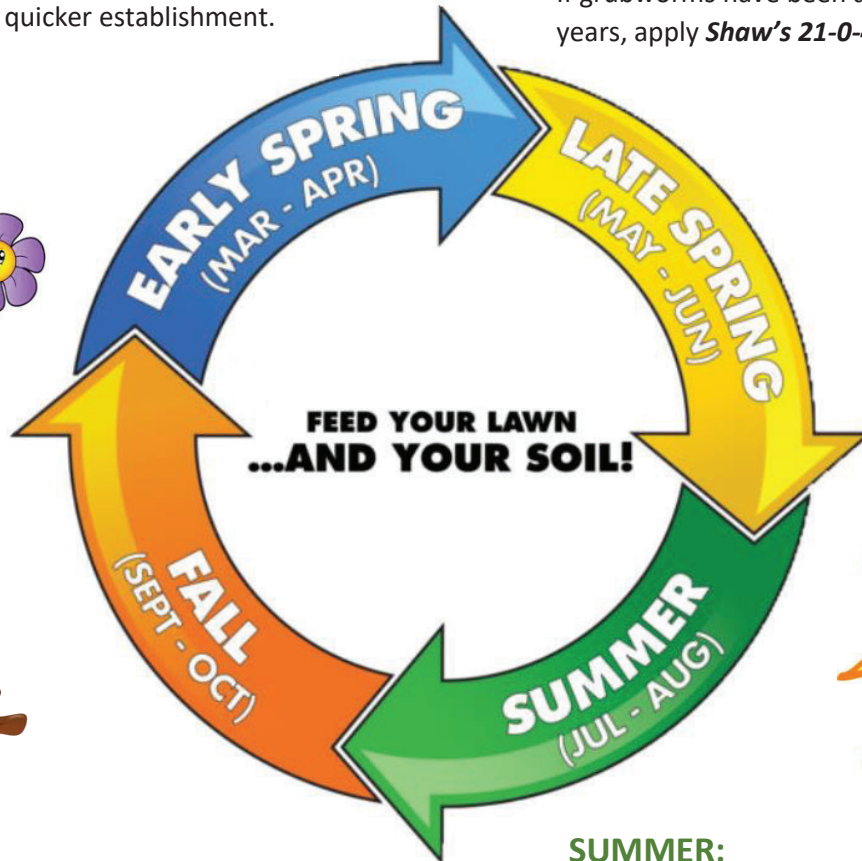 quicker establishment.
years, apply Shaw’s 21-0-
EARLY SPRING
(MAR - APR)
LATE SPRING
(MAY - JUN)
FEED YOUR LAWN
...AND YOUR SOIL!
FALL
(SEPT - OCT)
SUMMER
(JUL - AUG)
SUMMER: